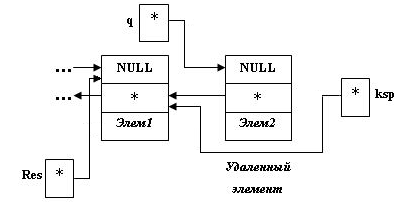 q *
... NULL NULL
... * * * ksp
Элем1 Элем2
Удаленный
элемент
Res *